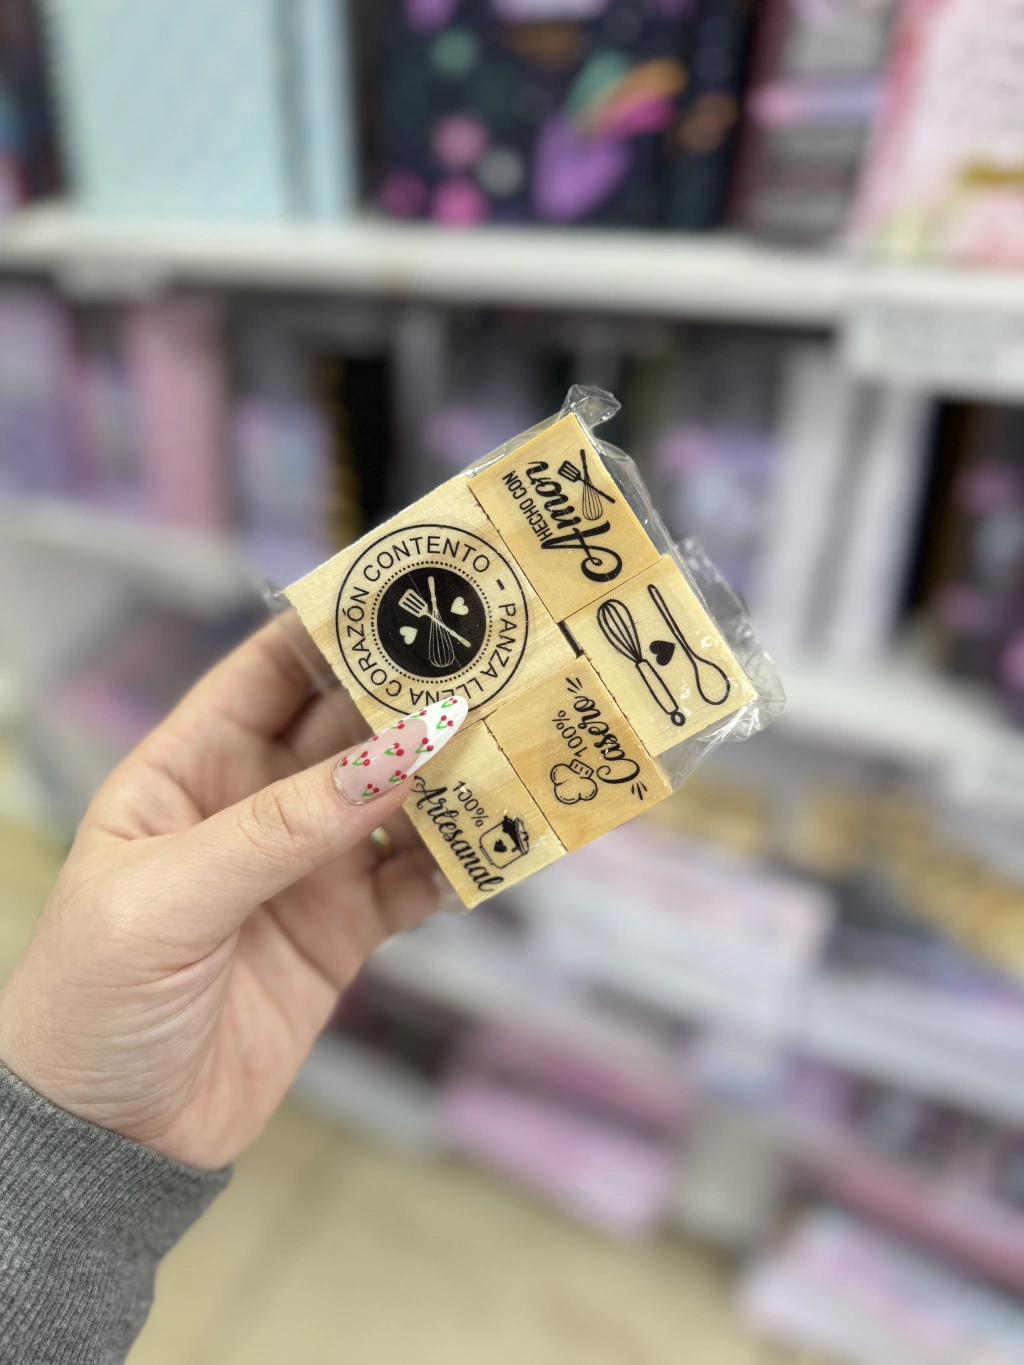 HECHO CON
Amor
PANZA LLENA CORAZÓN CONTENTO -
100%
Casero
100%
Artesanal